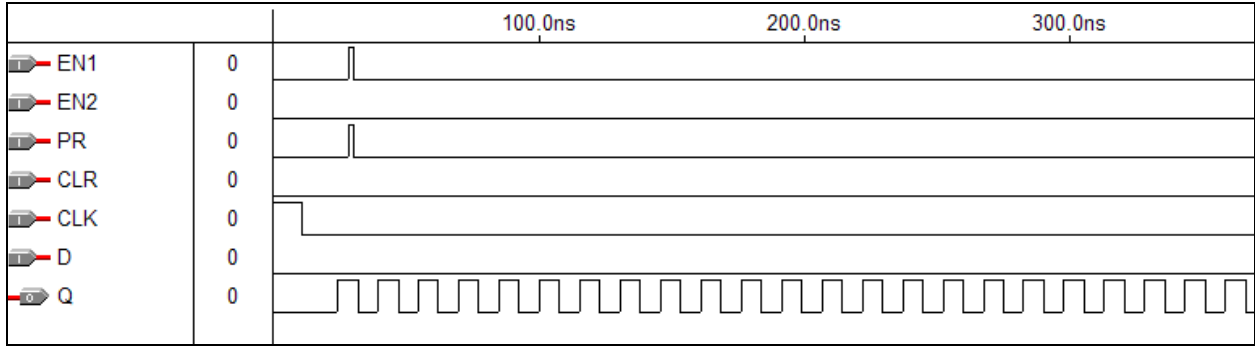 100.0ns 200.0ns 300.0ns
I EN1 0
I EN2 0
I PR 0
I CLR 0
I CLK 0
I D 0
O Q 0